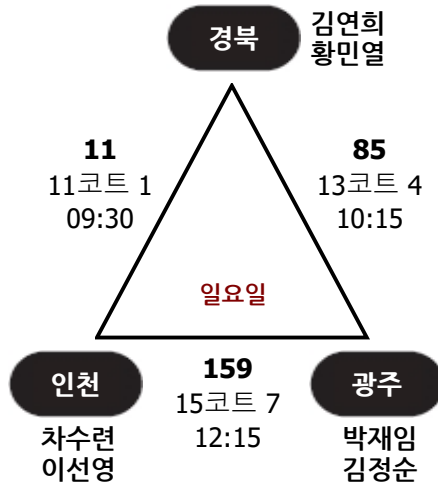 경북
김연희
황민열
11
11코트 1
09:30
85
13코트 4
10:15
일요일
인천
차수련
이선영
159
15코트 7
12:15
광주
박재임
김정순